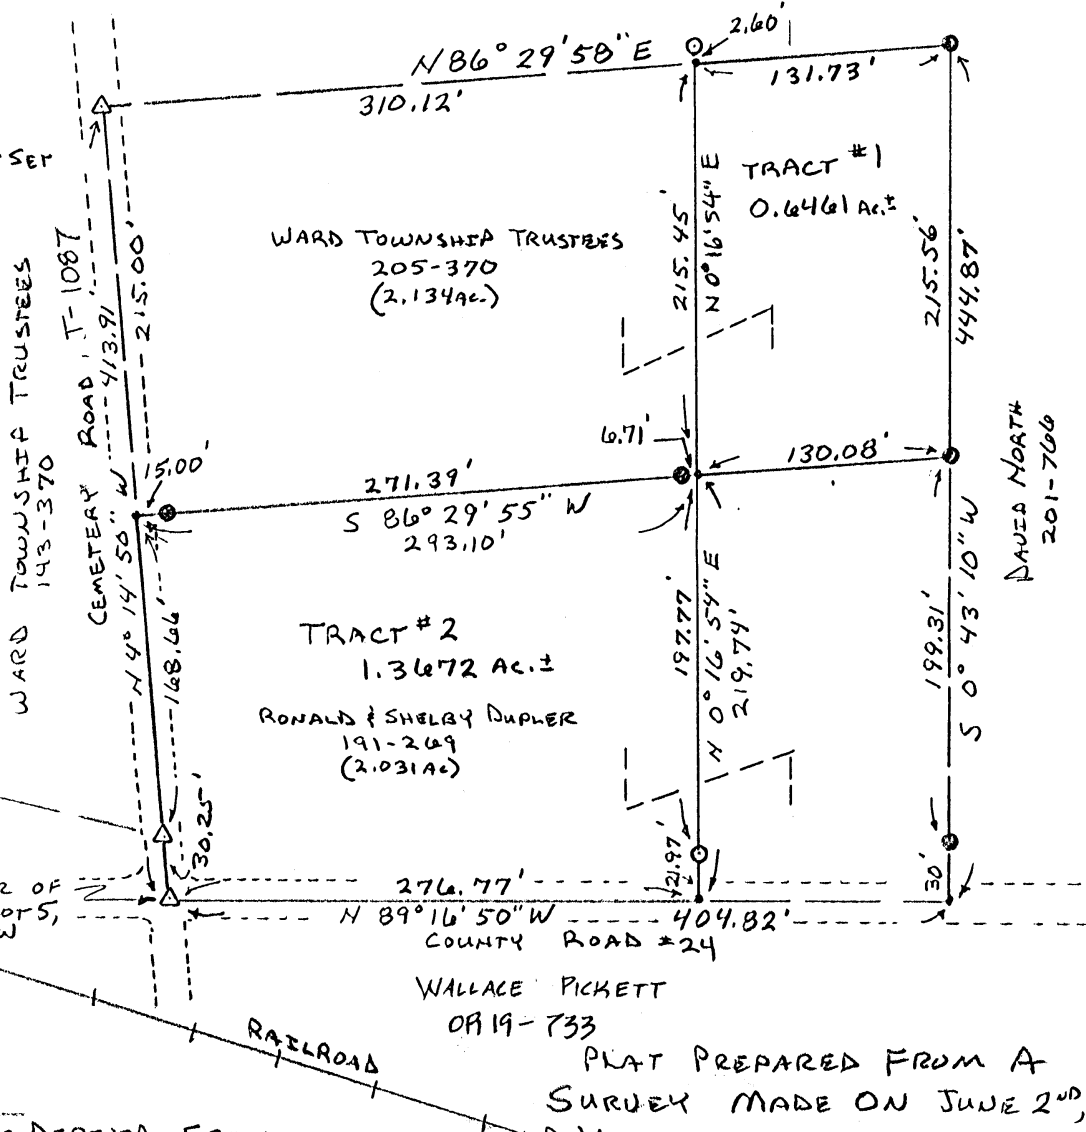 2.60'
N 86° 29' 58" E
310.12'
131.73'
SET
TRACT #1
0.6461 Ac.±
WARD TOWNSHIP TRUSTEES
205-370
(2.134 Ac.)
215.45'
N 0° 16' 54" E
215.56'
444.87'
WARD TOWNSHIP TRUSTEES
143-370
CEMETERY ROAD, T-1087
413.91'
215.00'
N 4° 14' 50" W
15.00'
6.71'
130.08'
271.39'
S 86° 29' 55" W
293.10'
DAVID NORTH
201-766
168.66'
TRACT #2
1.3672 Ac.±
RONALD & SHELBY DUPLER
191-269
(2.031 Ac)
197.77'
N 0° 16' 54" E
219.74'
199.31'
S 0° 43' 10" W
30.25'
21.97'
30'
OF
276.77'
N 89° 16' 50" W
404.82'
COUNTY ROAD #24
WALLACE PICKETT
OR 19-733
RAILROAD
PLAT PREPARED FROM A
SURVEY MADE ON JUNE 2ND,